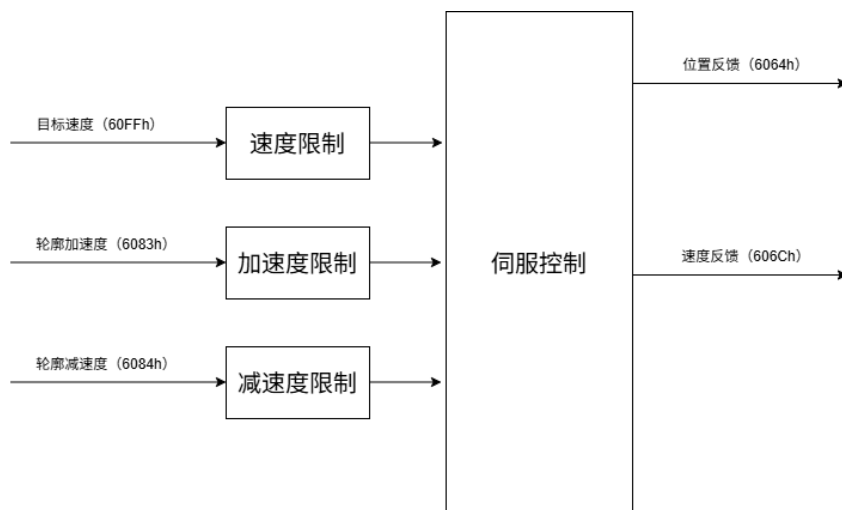 位置反馈（6064h）
目标速度（60FFh）
速度限制
轮廓加速度（6083h）
加速度限制
伺服控制
速度反馈（606Ch）
轮廓减速度（6084h）
减速度限制